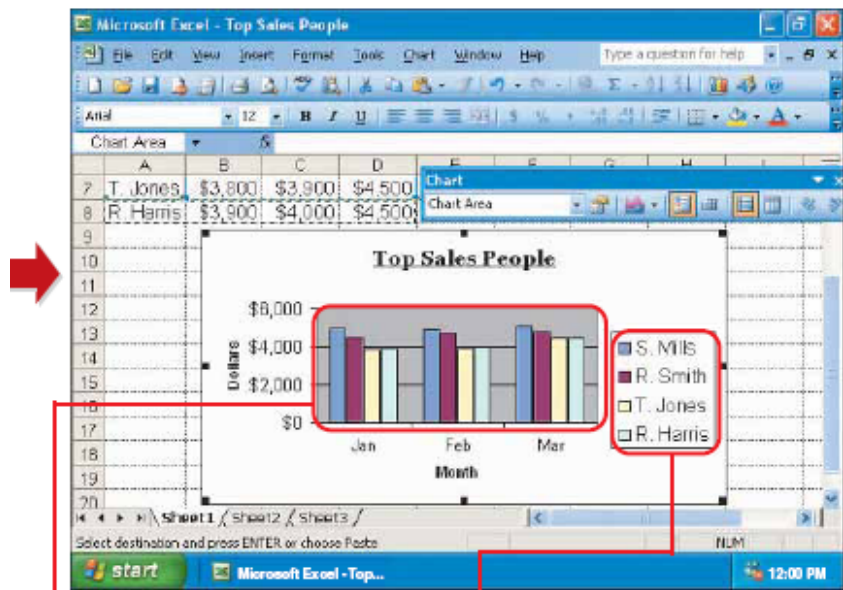 Microsoft Excel - Top Sales People
File Edit View Insert Format Tools Chart Window Help Type a question for help
Arial 12 B I U $ %
Chart Area fx
A B C D E F G H I
7 T. Jones $3,800 $3,900 $4,500
8 R. Harris $3,900 $4,000 $4,500
Chart
Chart Area
9
10
11
12
13
14
15
16
17
18
19
20
Top Sales People
$6,000
$4,000
$2,000
$0
Dollars
Jan Feb Mar
Month
S. Mills
R. Smith
T. Jones
R. Harris
Sheet1 / Sheet2 / Sheet3 /
Select destination and press ENTER or choose Paste NUM
start Microsoft Excel - Top... 12:00 PM